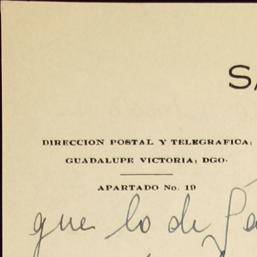 SA
DIRECCION POSTAL Y TELEGRAFICA:
GUADALUPE VICTORIA, DGO.
APARTADO No. 19
que lo de